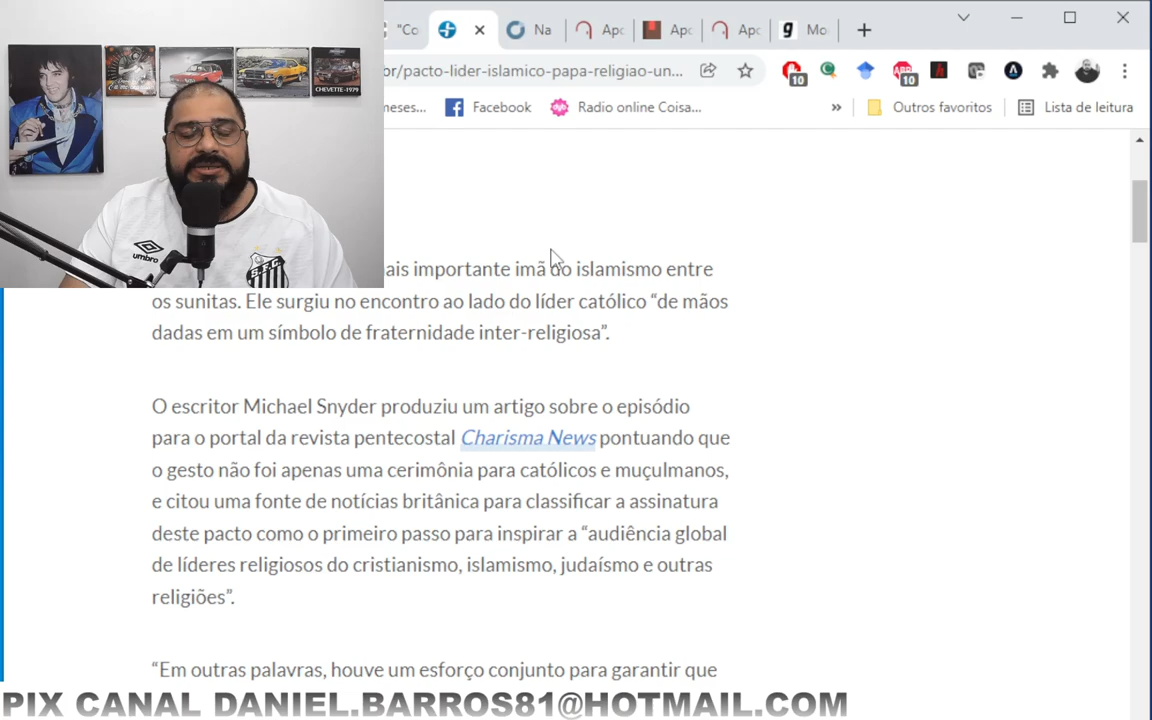 "Co
Na
Apc
Apc
Apc
Mo
or/pacto-lider-islamico-papa-religiao-un...
10
10
meses...
Facebook
Radio online Coisa...
»
Outros favoritos
Lista de leitura
CHEVETTE-1979
umbro
S.F.C.
ais importante imã do islamismo entre
os sunitas. Ele surgiu no encontro ao lado do líder católico “de mãos
dadas em um símbolo de fraternidade inter-religiosa”.
O escritor Michael Snyder produziu um artigo sobre o episódio
para o portal da revista pentecostal Charisma News pontuando que
o gesto não foi apenas uma cerimônia para católicos e muçulmanos,
e citou uma fonte de notícias britânica para classificar a assinatura
deste pacto como o primeiro passo para inspirar a “audiência global
de líderes religiosos do cristianismo, islamismo, judaísmo e outras
religiões”.
“Em outras palavras, houve um esforço conjunto para garantir que
PIX CANAL DANIEL.BARROS81@HOTMAIL.COM